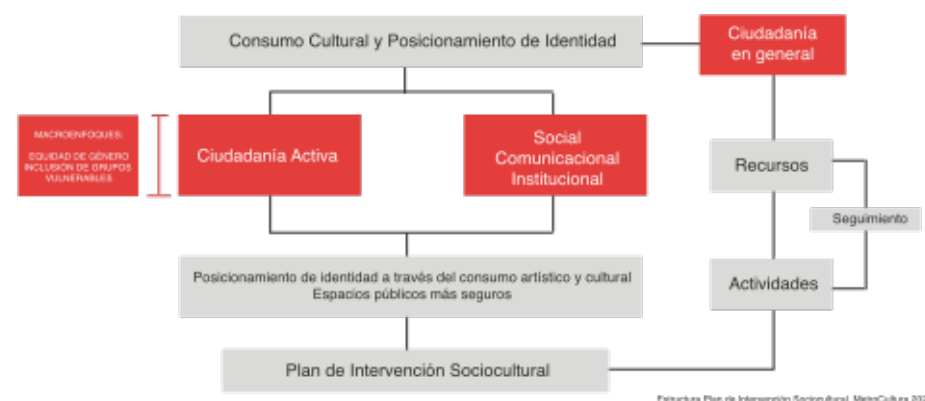 Consumo Cultural y Posicionamiento de Identidad
Ciudadanía
en general
MACROENFOQUES:
EQUIDAD DE GÉNERO
INCLUSIÓN DE GRUPOS
VULNERABLES
Ciudadanía Activa
Social
Comunicacional
Institucional
Recursos
Seguimiento
Posicionamiento de identidad a través del consumo artístico y cultural
Espacios públicos más seguros
Actividades
Plan de Intervención Sociocultural
Estructura Plan de Intervención Sociocultural, MetroCultura